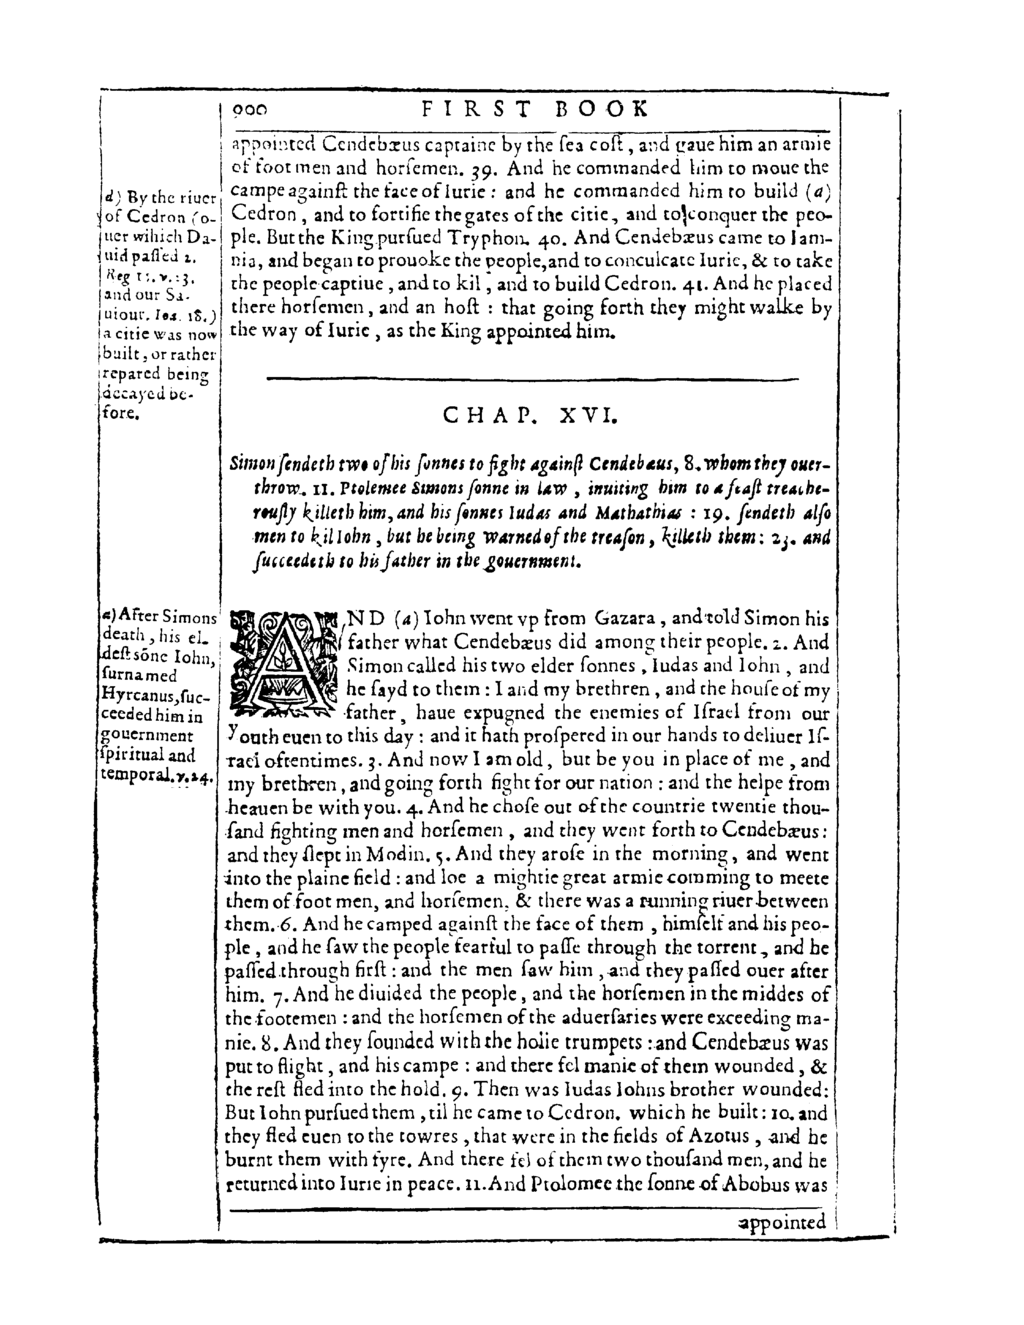 900 FIRST BOOK
appointed Cendebæus captaine by the ſea coſt, and gaue him an armie
of foot men and horſemen. 39. And he commanded him to moue the
campe againſt the face of Iurie : and he commanded him to build (a)
Cedron, and to fortifie the gates of the citie, and to conquer the peo-
ple. But the King purſued Tryphon. 40. And Cendebæus came to Iam-
nia, and began to prouoke the people, and to conculcate Iurie, & to take
the people captiue, and to kil, and to build Cedron. 41. And he placed
there horſemen, and an hoſt : that going forth they might walke by
the way of Iurie, as the King appointed him.
d) By the riuer
of Cedron (o-
uer wihich Da-
uid paſſed 2.
Reg 15. v. 23.
and our Sa-
uiour. Ioa. 18.)
a citie was now
built, or rather
repared being
decayed be-
fore.
CHAP. XVI.
Simon ſendeth two of his ſonnes to fight againſt Cendebæus, 8. whom they ouer-
throw. 11. Ptolemee Simons ſonne in law, inuiting him to a feaſt treache-
rouſly killeth him, and his ſonnes Iudas and Mathathias : 19. ſendeth alſo
men to kil Iohn, but he being warned of the treaſon, killeth them : 23. and
ſucceedeth to his father in the gouernment.
a) After Simons
death, his el-
deſt sõne Iohn,
ſurnamed
Hyrcanus, ſuc-
ceeded him in
gouernment
ſpiritual and
temporal. v. 24.
AND (a) Iohn went vp from Gazara, and told Simon his
father what Cendebæus did among their people. 2. And
Simon called his two elder ſonnes, Iudas and Iohn, and
he ſayd to them : I and my brethren, and the houſe of my
father, haue expugned the enemies of Iſrael from our
youth euen to this day : and it hath proſpered in our hands to deliuer Iſ-
rael oftentimes. 3. And now I am old, but be you in place of me, and
my brethren, and going forth fight for our nation : and the helpe from
heauen be with you. 4. And he choſe out of the countrie twentie thou-
ſand fighting men and horſemen, and they went forth to Cendebæus :
and they ſlept in Modin. 5. And they aroſe in the morning, and went
into the plaine field : and loe a mightie great armie comming to meete
them of foot men, and horſemen, & there was a running riuer between
them. 6. And he camped againſt the face of them, himſelf and his peo-
ple, and he ſaw the people fearful to paſſe through the torrent, and he
paſſed through firſt : and the men ſaw him, and they paſſed ouer after
him. 7. And he diuided the people, and the horſemen in the middes of
the footemen : and the horſemen of the aduerſaries were exceeding ma-
nie. 8. And they ſounded with the holie trumpets : and Cendebæus was
put to flight, and his campe : and there fel manie of them wounded, &
the reſt fled into the hold. 9. Then was Iudas Iohns brother wounded :
But Iohn purſued them, til he came to Cedron. which he built : 10. and
they fled euen to the towres, that were in the fields of Azotus, and he
burnt them with fyre. And there fel of them two thouſand men, and he
returned into Iurie in peace. 11. And Ptolomee the ſonne of Abobus was
appointed